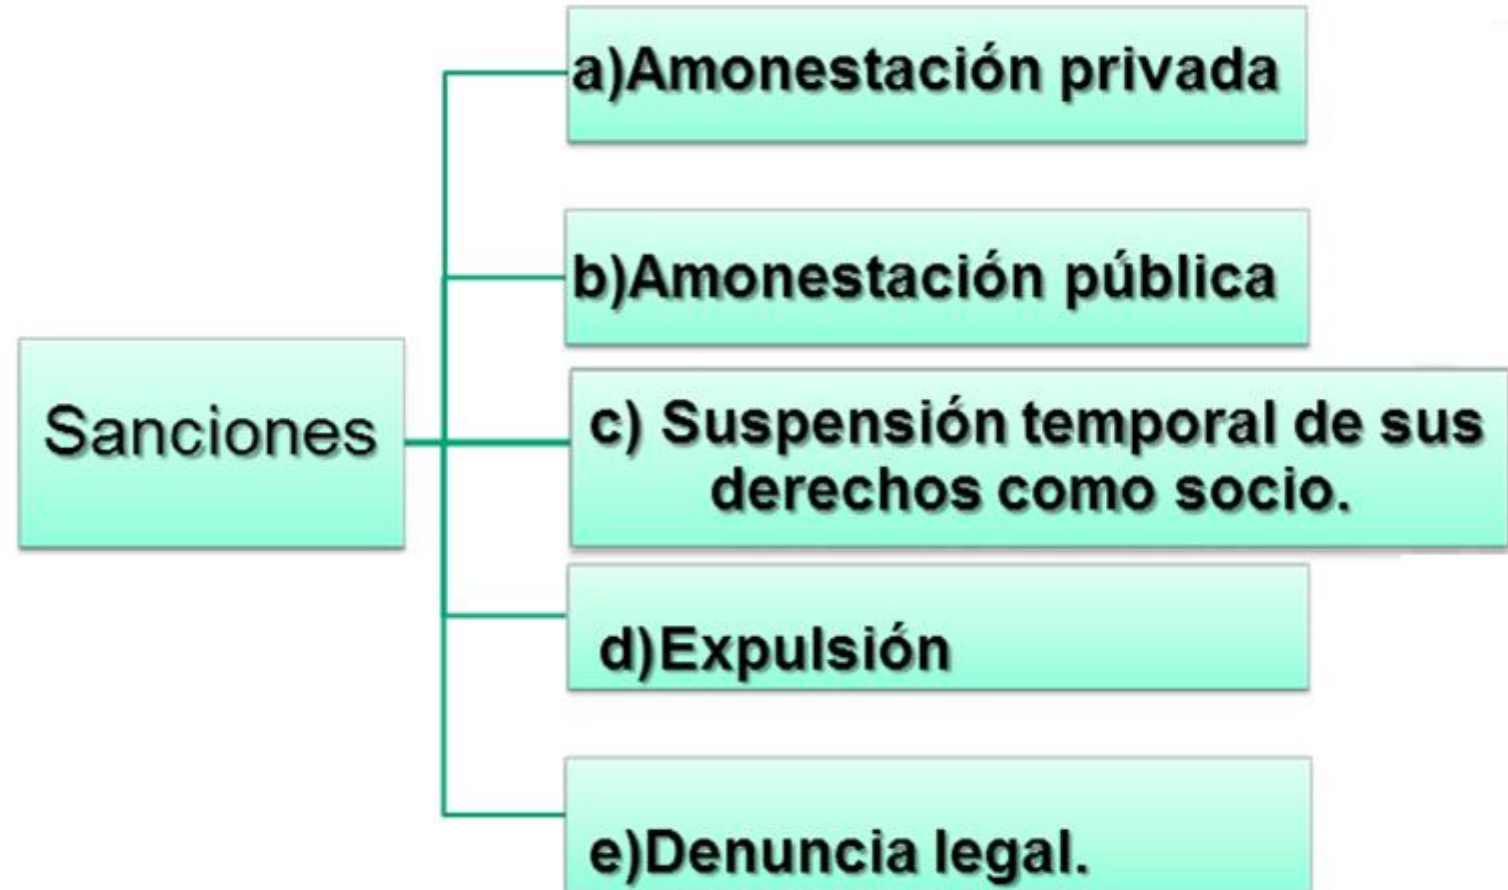 a)Amonestación privada
b)Amonestación pública
Sanciones
c) Suspensión temporal de sus
derechos como socio.
d)Expulsión
e)Denuncia legal.